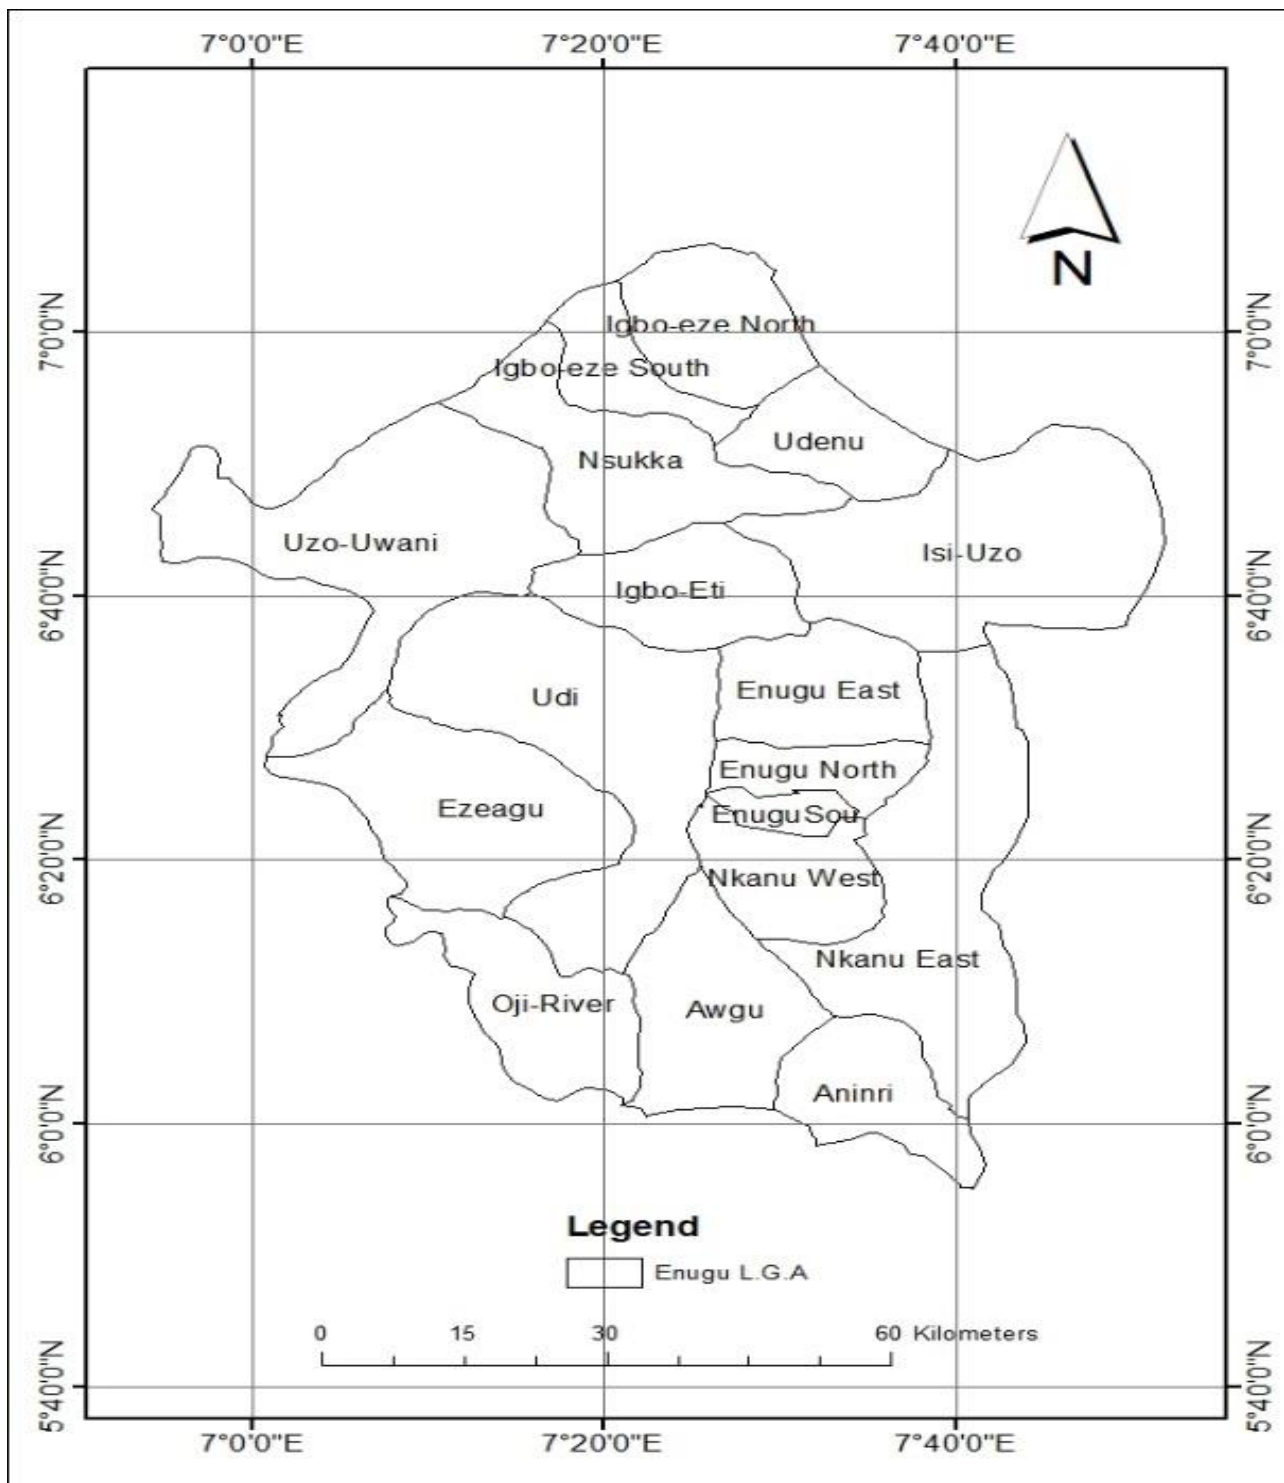 7°0'0"E 7°20'0"E 7°40'0"E
N
7°0'0"N
7°0'0"N
Igbo-eze North
Igbo-eze South
Udenu
Nsukka
Uzo-Uwani
Isi-Uzo
6°40'0"N
6°40'0"N
Igbo-Eti
Udi
Enugu East
Enugu North
Ezeagu
EnuguSou
6°20'0"N
6°20'0"N
Nkanu West
Nkanu East
Oji-River
Awgu
Aninri
6°0'0"N
6°0'0"N
Legend
Enugu L.G.A
0 15 30 60 Kilometers
5°40'0"N
5°40'0"N
7°0'0"E 7°20'0"E 7°40'0"E